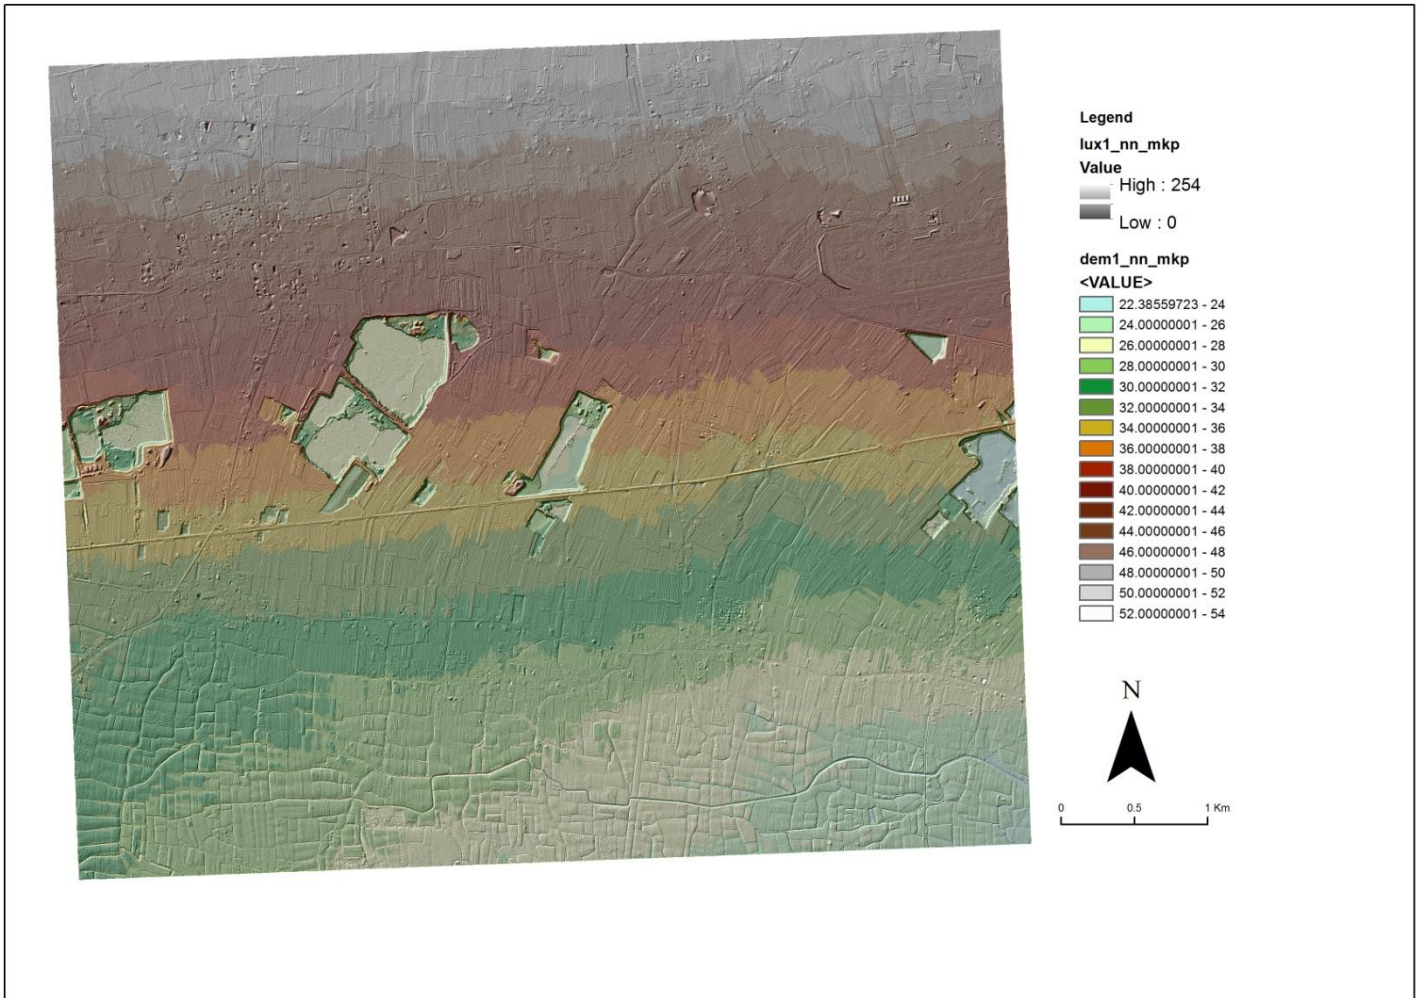 Legend
lux1_nn_mkp
Value
High : 254
Low : 0
dem1_nn_mkp
<VALUE>
22.38559723 - 24
24.00000001 - 26
26.00000001 - 28
28.00000001 - 30
30.00000001 - 32
32.00000001 - 34
34.00000001 - 36
36.00000001 - 38
38.00000001 - 40
40.00000001 - 42
42.00000001 - 44
44.00000001 - 46
46.00000001 - 48
48.00000001 - 50
50.00000001 - 52
52.00000001 - 54
N
0 0.5 1 Km